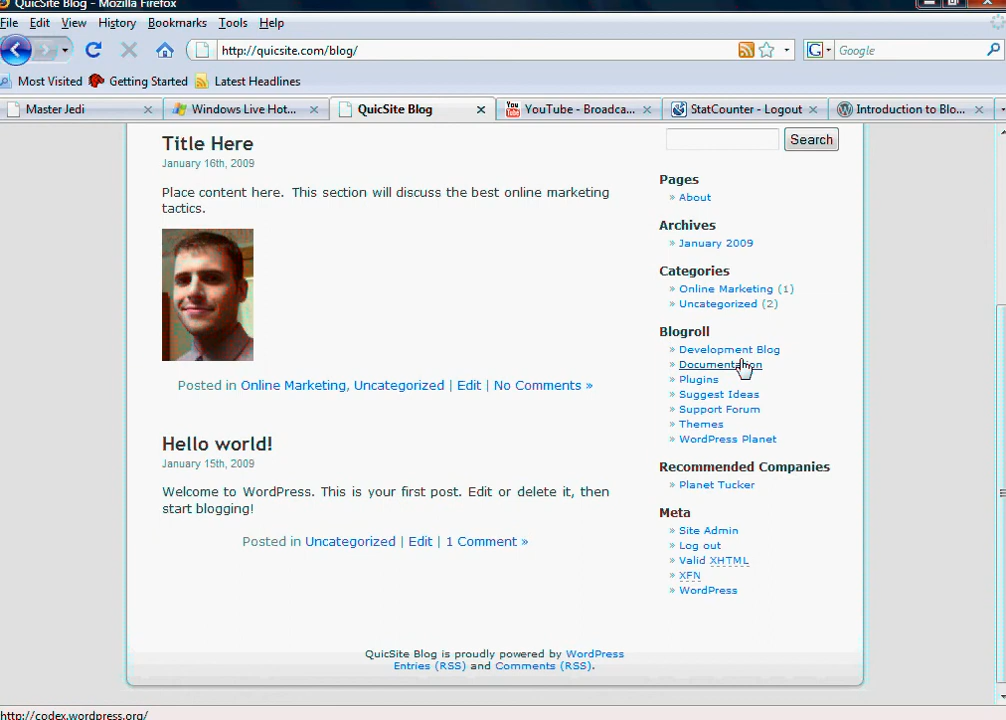 QuicSite Blog - Mozilla Firefox
File Edit View History Bookmarks Tools Help
http://quicsite.com/blog/
G Google
Most Visited Getting Started Latest Headlines
Master Jedi Windows Live Hot... QuicSite Blog YouTube - Broadca... StatCounter - Logout Introduction to Blo...
Title Here
January 16th, 2009
Place content here. This section will discuss the best online marketing
tactics.
Posted in Online Marketing, Uncategorized | Edit | No Comments »
Hello world!
January 15th, 2009
Welcome to WordPress. This is your first post. Edit or delete it, then
start blogging!
Posted in Uncategorized | Edit | 1 Comment »
Search
Pages
» About
Archives
» January 2009
Categories
» Online Marketing (1)
» Uncategorized (2)
Blogroll
» Development Blog
» Documentation
» Plugins
» Suggest Ideas
» Support Forum
» Themes
» WordPress Planet
Recommended Companies
» Planet Tucker
Meta
» Site Admin
» Log out
» Valid XHTML
» XFN
» WordPress
QuicSite Blog is proudly powered by WordPress
Entries (RSS) and Comments (RSS).
http://codex.wordpress.org/